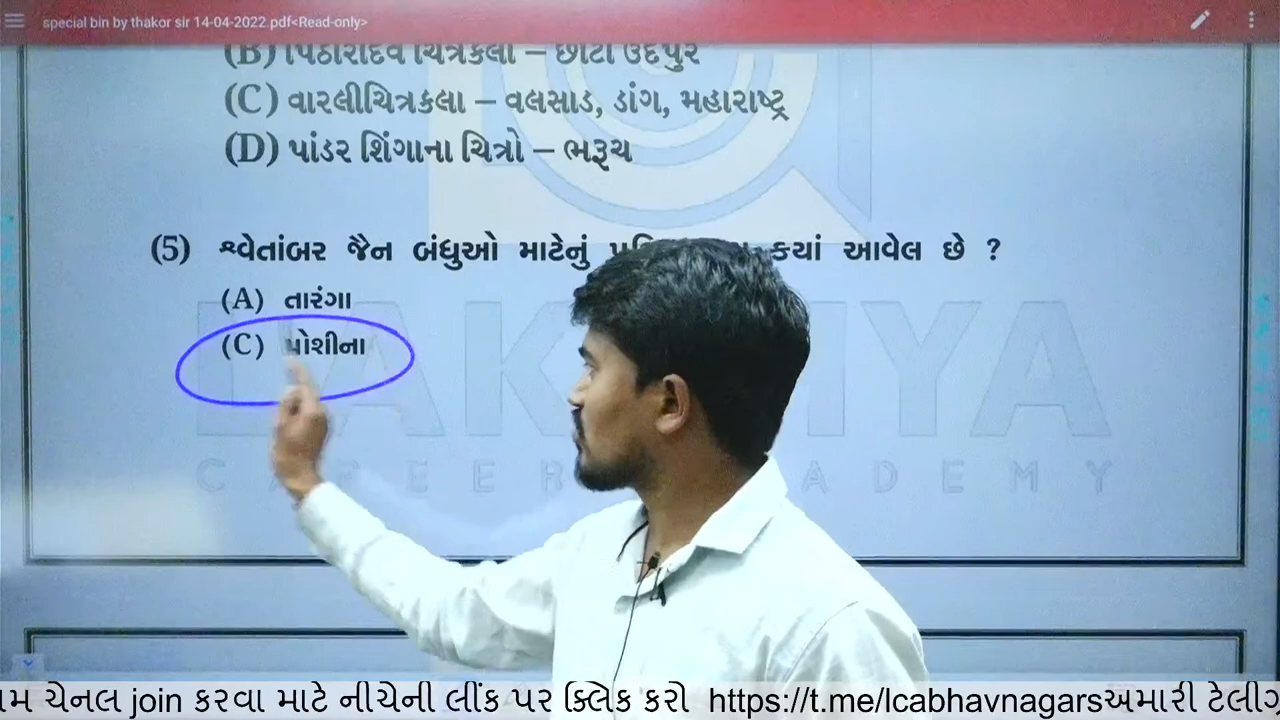 special bin by thakor sir 14-04-2022.pdf<Read-only>
(B) પિઠોરાદેવ ચિત્રકલા – છોટા ઉદેપુર
(C) વારલીચિત્રકલા – વલસાડ, ડાંગ, મહારાષ્ટ્ર
(D) પાંડર શિંગાના ચિત્રો – ભરૂચ
(5) શ્વેતાંબર જૈન બંધુઓ માટેનું કયાં આવેલ છે ?
(A) તારંગા
(C) પોશીના
CAREER ACADEMY
ચેનલ join કરવા માટે નીચેની લીંક પર ક્લિક કરો https://t.me/lcabhavnagarsઅમારી